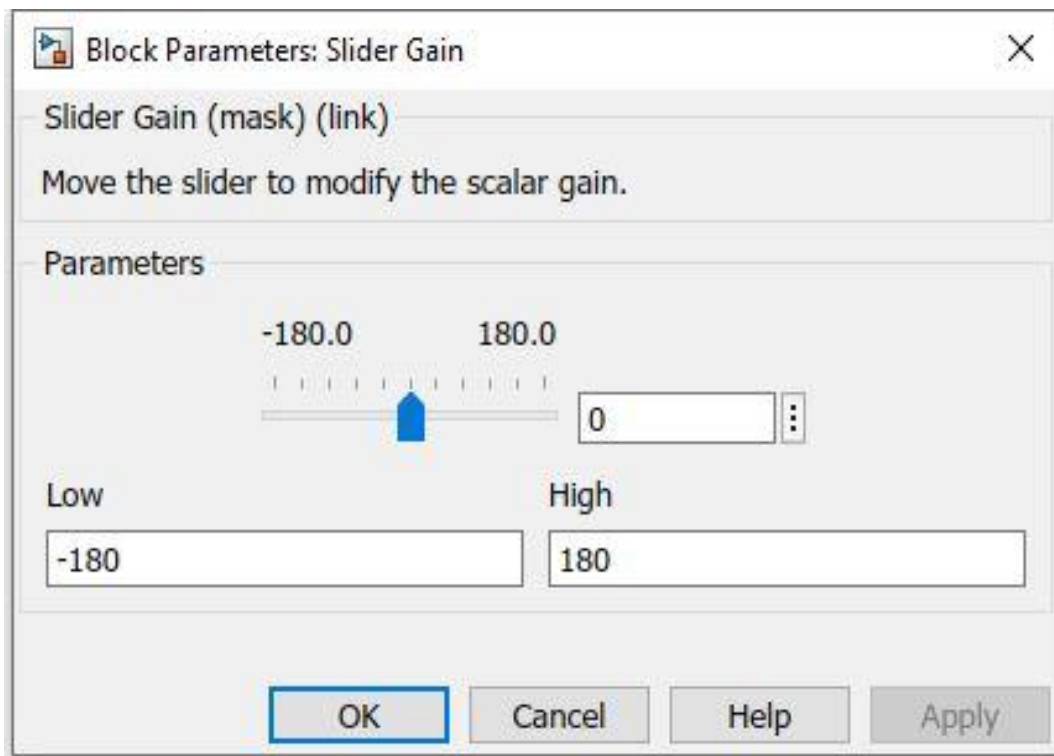 Block Parameters: Slider Gain
Slider Gain (mask) (link)
Move the slider to modify the scalar gain.
Parameters
-180.0 180.0
0
Low High
-180 180
OK Cancel Help Apply